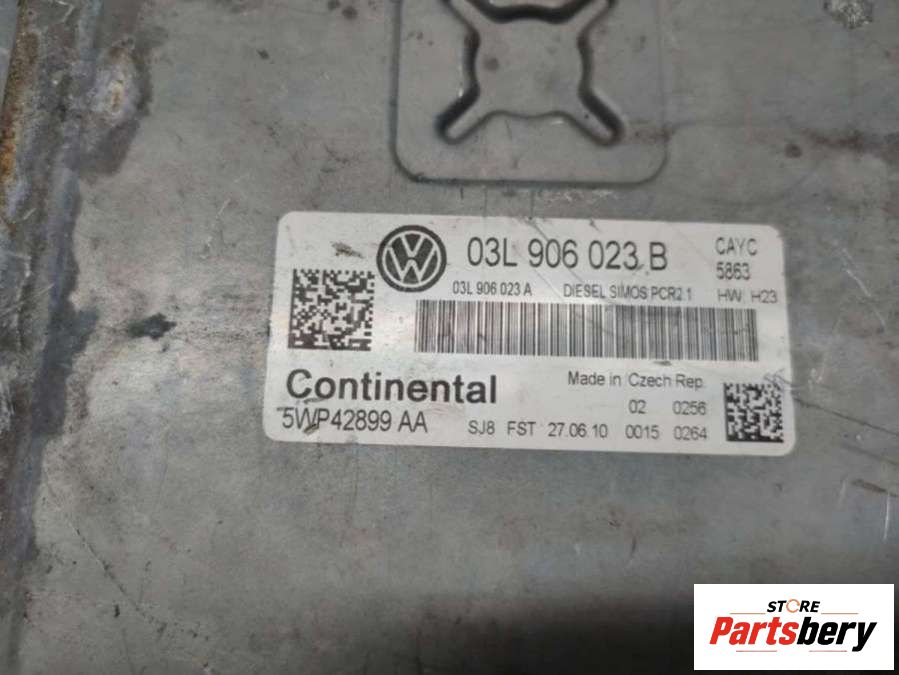 03L 906 023 B CAYC
5863
03L 906 023 A DIESEL SIMOS PCR2.1 HW: H23
Continental Made in Czech Rep.
02 0256
5WP42899 AA SJ8 FST 27.06.10 0015 0264
STORE
Partsbery